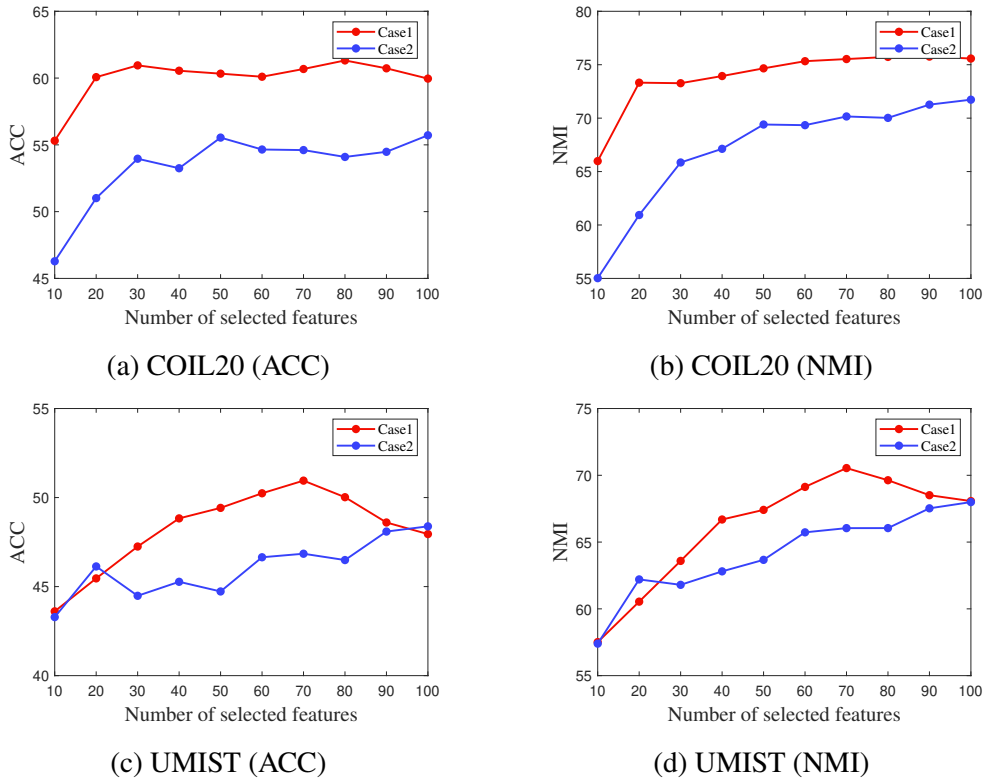 65
60
55
50
45
ACC
Case1
Case2
10 20 30 40 50 60 70 80 90 100
Number of selected features
(a) COIL20 (ACC)
80
75
70
65
60
55
NMI
Case1
Case2
10 20 30 40 50 60 70 80 90 100
Number of selected features
(b) COIL20 (NMI)
55
50
45
40
ACC
Case1
Case2
10 20 30 40 50 60 70 80 90 100
Number of selected features
(c) UMIST (ACC)
75
70
65
60
55
NMI
Case1
Case2
10 20 30 40 50 60 70 80 90 100
Number of selected features
(d) UMIST (NMI)